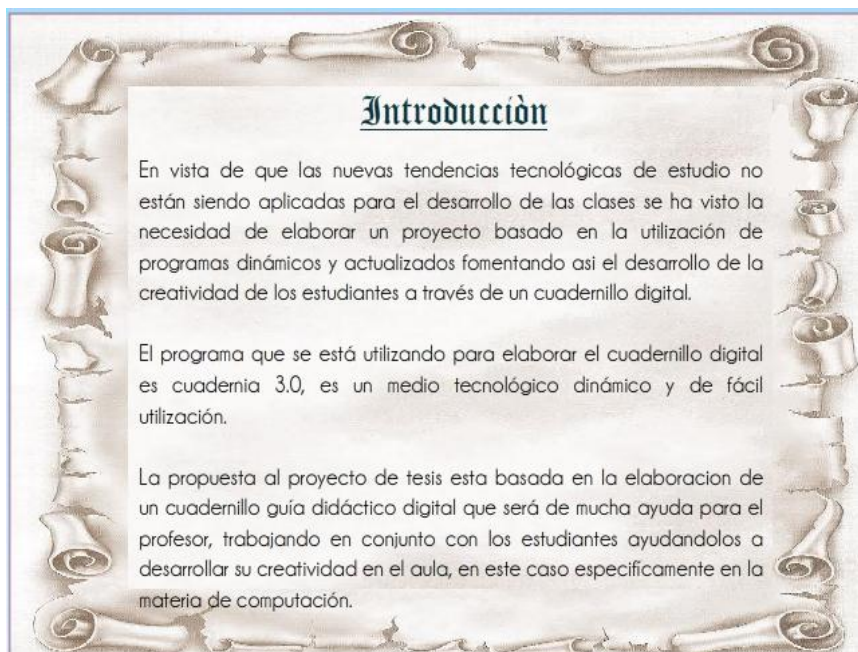 Introducciòn
En vista de que las nuevas tendencias tecnológicas de estudio no
están siendo aplicadas para el desarrollo de las clases se ha visto la
necesidad de elaborar un proyecto basado en la utilización de
programas dinámicos y actualizados fomentando asi el desarrollo de la
creatividad de los estudiantes a través de un cuadernillo digital.
El programa que se está utilizando para elaborar el cuadernillo digital
es cuadernia 3.0, es un medio tecnológico dinámico y de fácil
utilización.
La propuesta al proyecto de tesis esta basada en la elaboracion de
un cuadernillo guía didáctico digital que será de mucha ayuda para el
profesor, trabajando en conjunto con los estudiantes ayudandolos a
desarrollar su creatividad en el aula, en este caso específicamente en la
materia de computación.